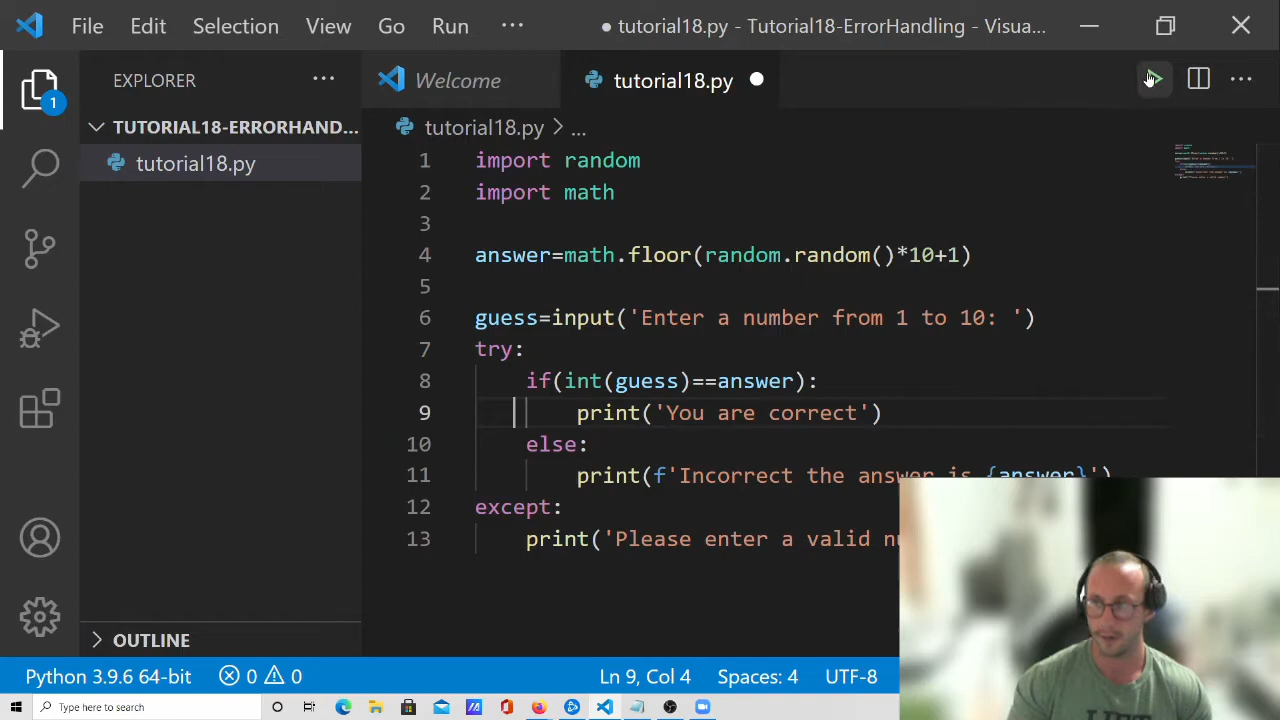 File Edit Selection View Go Run ··· ● tutorial18.py - Tutorial18-ErrorHandling - Visua...
EXPLORER ···
1
TUTORIAL18-ERRORHAND...
tutorial18.py
OUTLINE
Welcome
tutorial18.py ●
tutorial18.py > ...
1 import random
2 import math
3
4 answer=math.floor(random.random()*10+1)
5
6 guess=input('Enter a number from 1 to 10: ')
7 try:
8 if(int(guess)==answer):
9 print('You are correct')
10 else:
11 print(f'Incorrect the answer is {answer}')
12 except:
13 print('Please enter a valid
Python 3.9.6 64-bit 0 0 Ln 9, Col 4 Spaces: 4 UTF-8
Type here to search